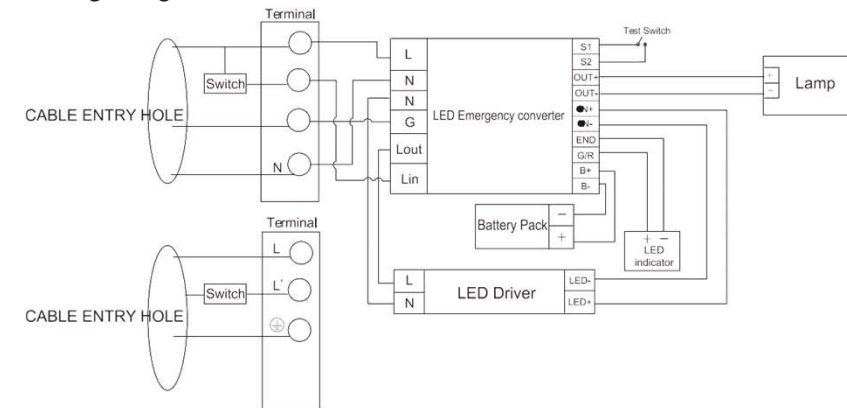 Terminal
Switch
CABLE ENTRY HOLE
N
L
N
N
G
Lout
Lin
LED Emergency converter
S1
S2
OUT+
OUT-
N+
N-
END
G/R
B+
B-
Test Switch
+
-
Lamp
Battery Pack
-
+
+ -
LED
indicator
L
N
LED Driver
LED-
LED+
Terminal
L
L'
Switch
CABLE ENTRY HOLE